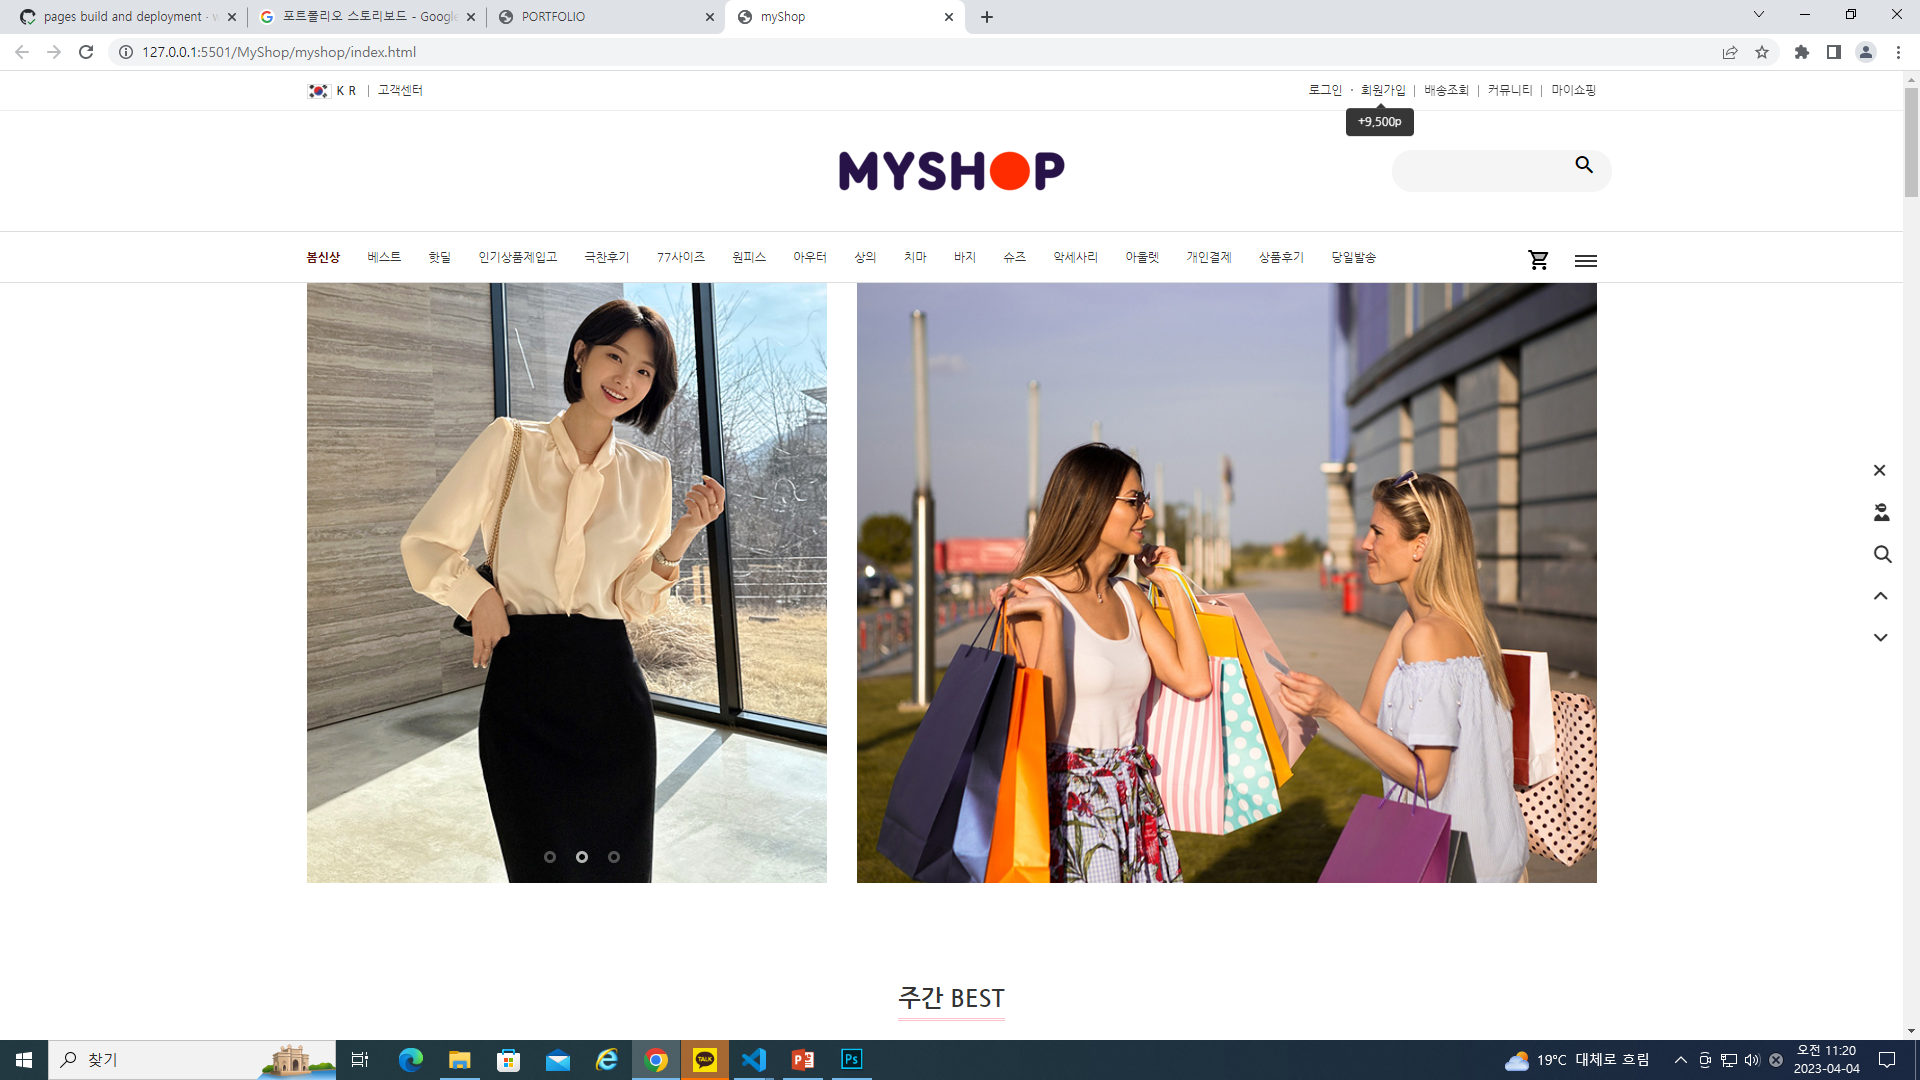 pages build and deployment · w
포트폴리오 스토리보드 - Google
PORTFOLIO
myShop
127.0.0.1:5501/MyShop/myshop/index.html
KR | 고객센터
로그인 · 회원가입 | 배송조회 | 커뮤니티 | 마이쇼핑
+9,500p
MYSHOP
봄신상 베스트 핫딜 인기상품제입고 극찬후기 77사이즈 원피스 아우터 상의 치마 바지 슈즈 악세사리 아울렛 개인결제 상품후기 당일발송
주간 BEST
찾기
TALK
Ps
19°C 대체로 흐림
오전 11:20
2023-04-04